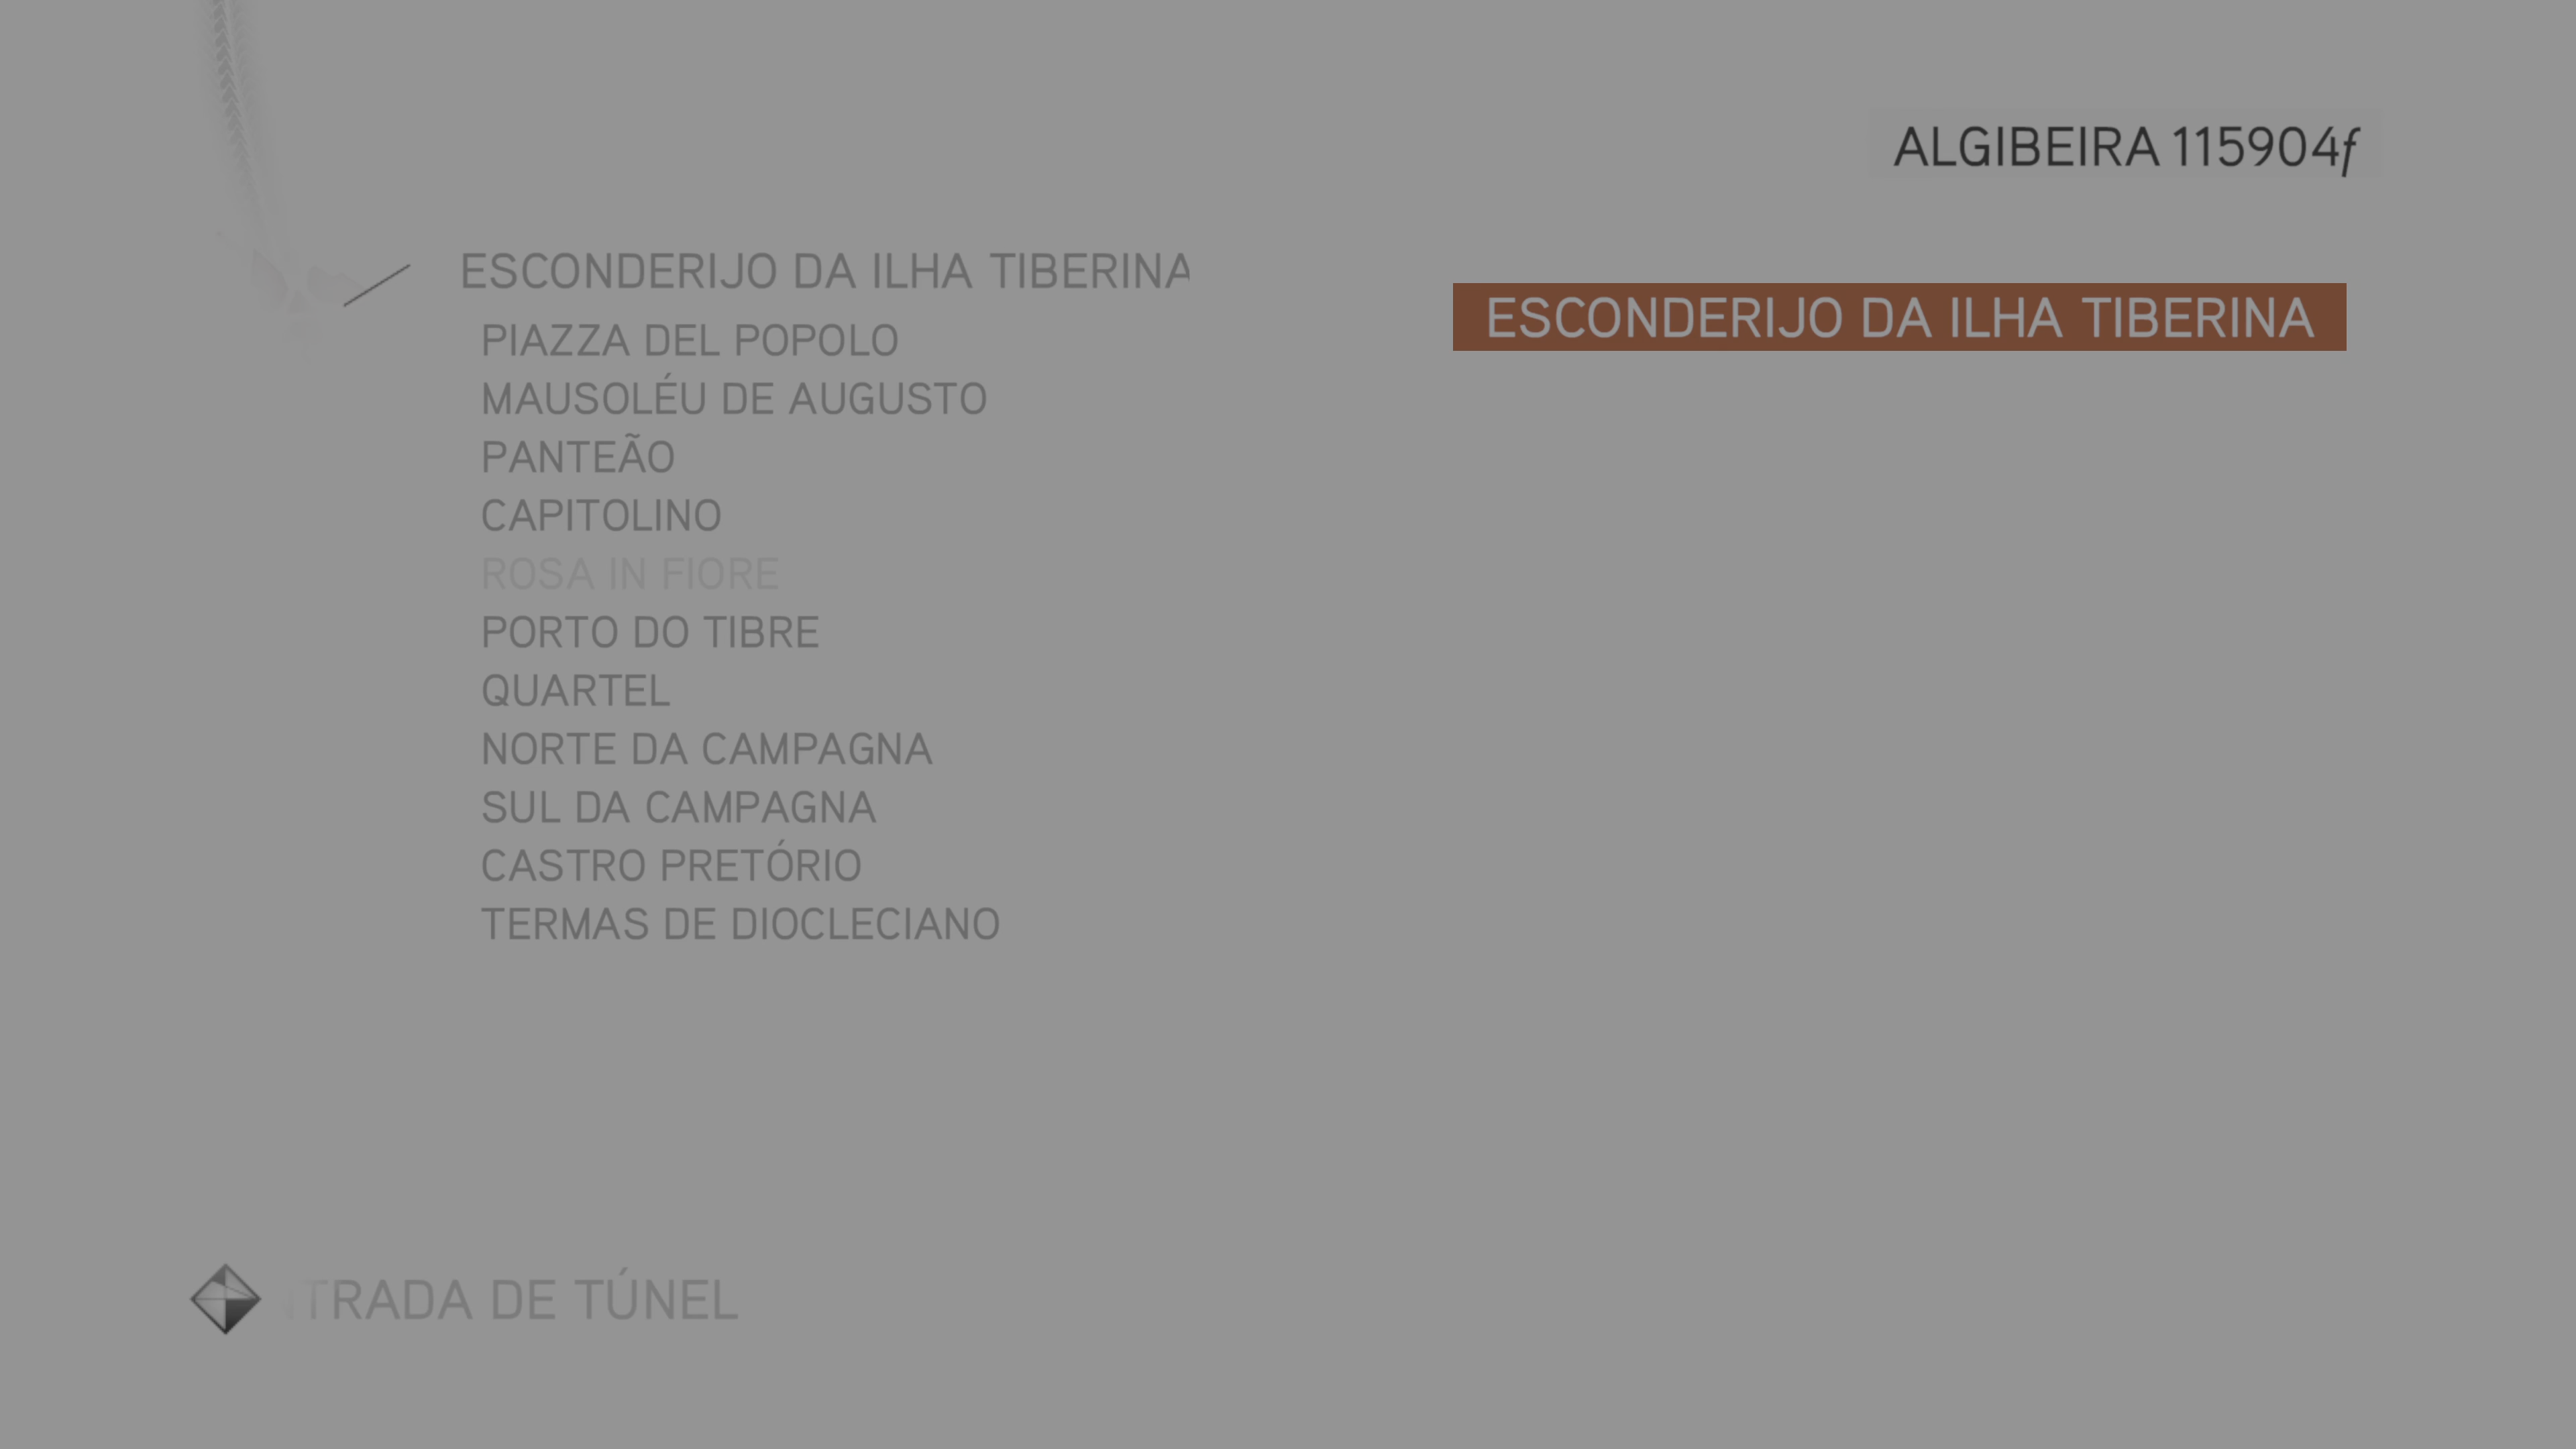 ALGIBEIRA 115904ƒ
ESCONDERIJO DA ILHA TIBERINA
ESCONDERIJO DA ILHA TIBERINA
PIAZZA DEL POPOLO
MAUSOLÉU DE AUGUSTO
PANTEÃO
CAPITOLINO
ROSA IN FIORE
PORTO DO TIBRE
QUARTEL
NORTE DA CAMPAGNA
SUL DA CAMPAGNA
CASTRO PRETÓRIO
TERMAS DE DIOCLECIANO
TRADA DE TÚNEL